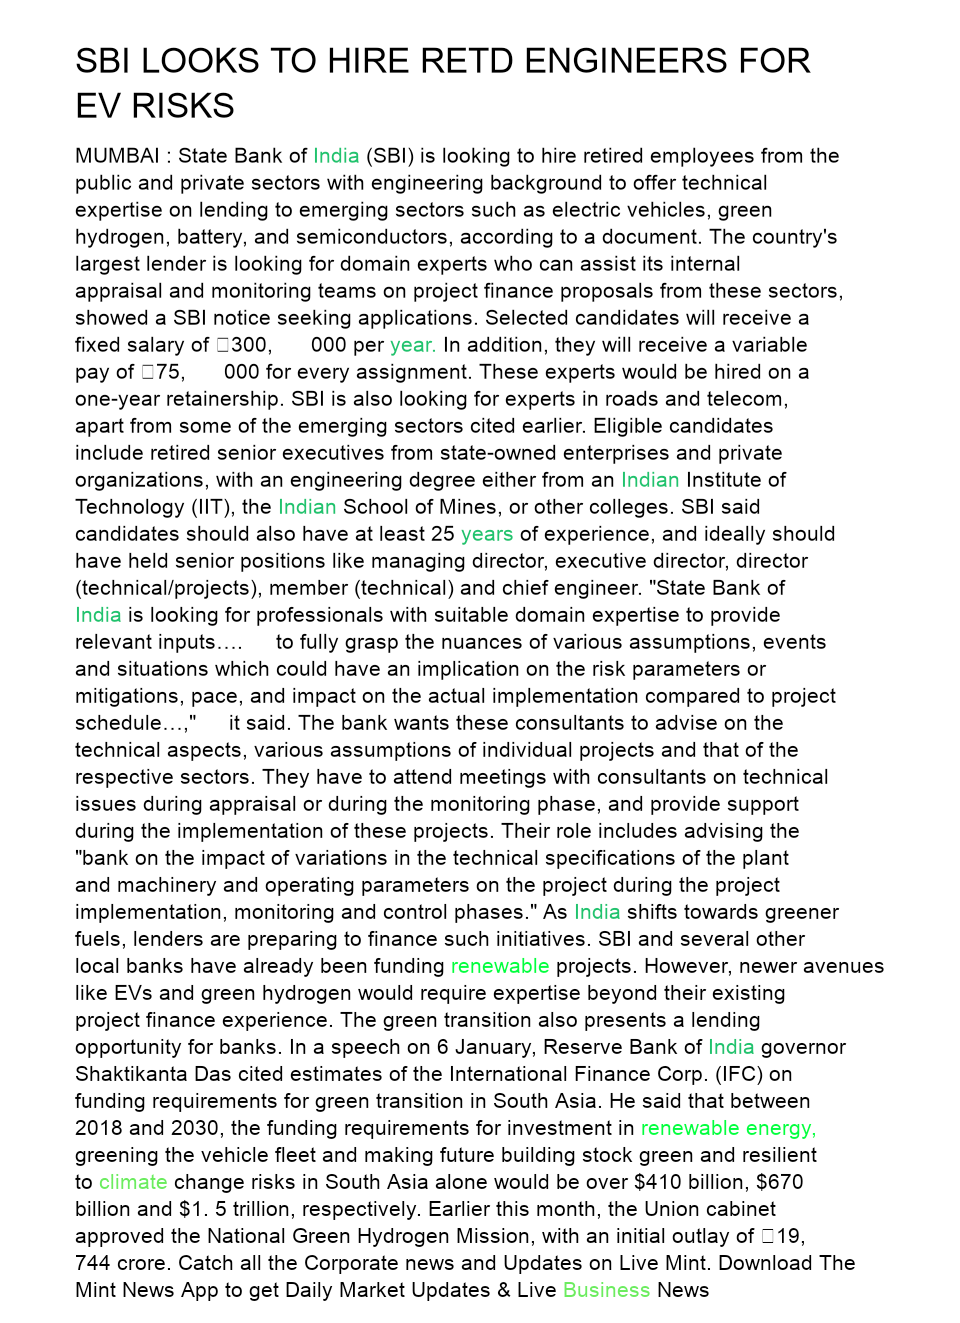 SBI LOOKS TO HIRE RETD ENGINEERS FOR
EV RISKS
MUMBAI : State Bank of India (SBI) is looking to hire retired employees from the
public and private sectors with engineering background to offer technical
expertise on lending to emerging sectors such as electric vehicles, green
hydrogen, battery, and semiconductors, according to a document. The country's
largest lender is looking for domain experts who can assist its internal
appraisal and monitoring teams on project finance proposals from these sectors,
showed a SBI notice seeking applications. Selected candidates will receive a
fixed salary of □300, 000 per year. In addition, they will receive a variable
pay of □75, 000 for every assignment. These experts would be hired on a
one-year retainership. SBI is also looking for experts in roads and telecom,
apart from some of the emerging sectors cited earlier. Eligible candidates
include retired senior executives from state-owned enterprises and private
organizations, with an engineering degree either from an Indian Institute of
Technology (IIT), the Indian School of Mines, or other colleges. SBI said
candidates should also have at least 25 years of experience, and ideally should
have held senior positions like managing director, executive director, director
(technical/projects), member (technical) and chief engineer. "State Bank of
India is looking for professionals with suitable domain expertise to provide
relevant inputs…. to fully grasp the nuances of various assumptions, events
and situations which could have an implication on the risk parameters or
mitigations, pace, and impact on the actual implementation compared to project
schedule…," it said. The bank wants these consultants to advise on the
technical aspects, various assumptions of individual projects and that of the
respective sectors. They have to attend meetings with consultants on technical
issues during appraisal or during the monitoring phase, and provide support
during the implementation of these projects. Their role includes advising the
"bank on the impact of variations in the technical specifications of the plant
and machinery and operating parameters on the project during the project
implementation, monitoring and control phases." As India shifts towards greener
fuels, lenders are preparing to finance such initiatives. SBI and several other
local banks have already been funding renewable projects. However, newer avenues
like EVs and green hydrogen would require expertise beyond their existing
project finance experience. The green transition also presents a lending
opportunity for banks. In a speech on 6 January, Reserve Bank of India governor
Shaktikanta Das cited estimates of the International Finance Corp. (IFC) on
funding requirements for green transition in South Asia. He said that between
2018 and 2030, the funding requirements for investment in renewable energy,
greening the vehicle fleet and making future building stock green and resilient
to climate change risks in South Asia alone would be over $410 billion, $670
billion and $1. 5 trillion, respectively. Earlier this month, the Union cabinet
approved the National Green Hydrogen Mission, with an initial outlay of □19,
744 crore. Catch all the Corporate news and Updates on Live Mint. Download The
Mint News App to get Daily Market Updates & Live Business News